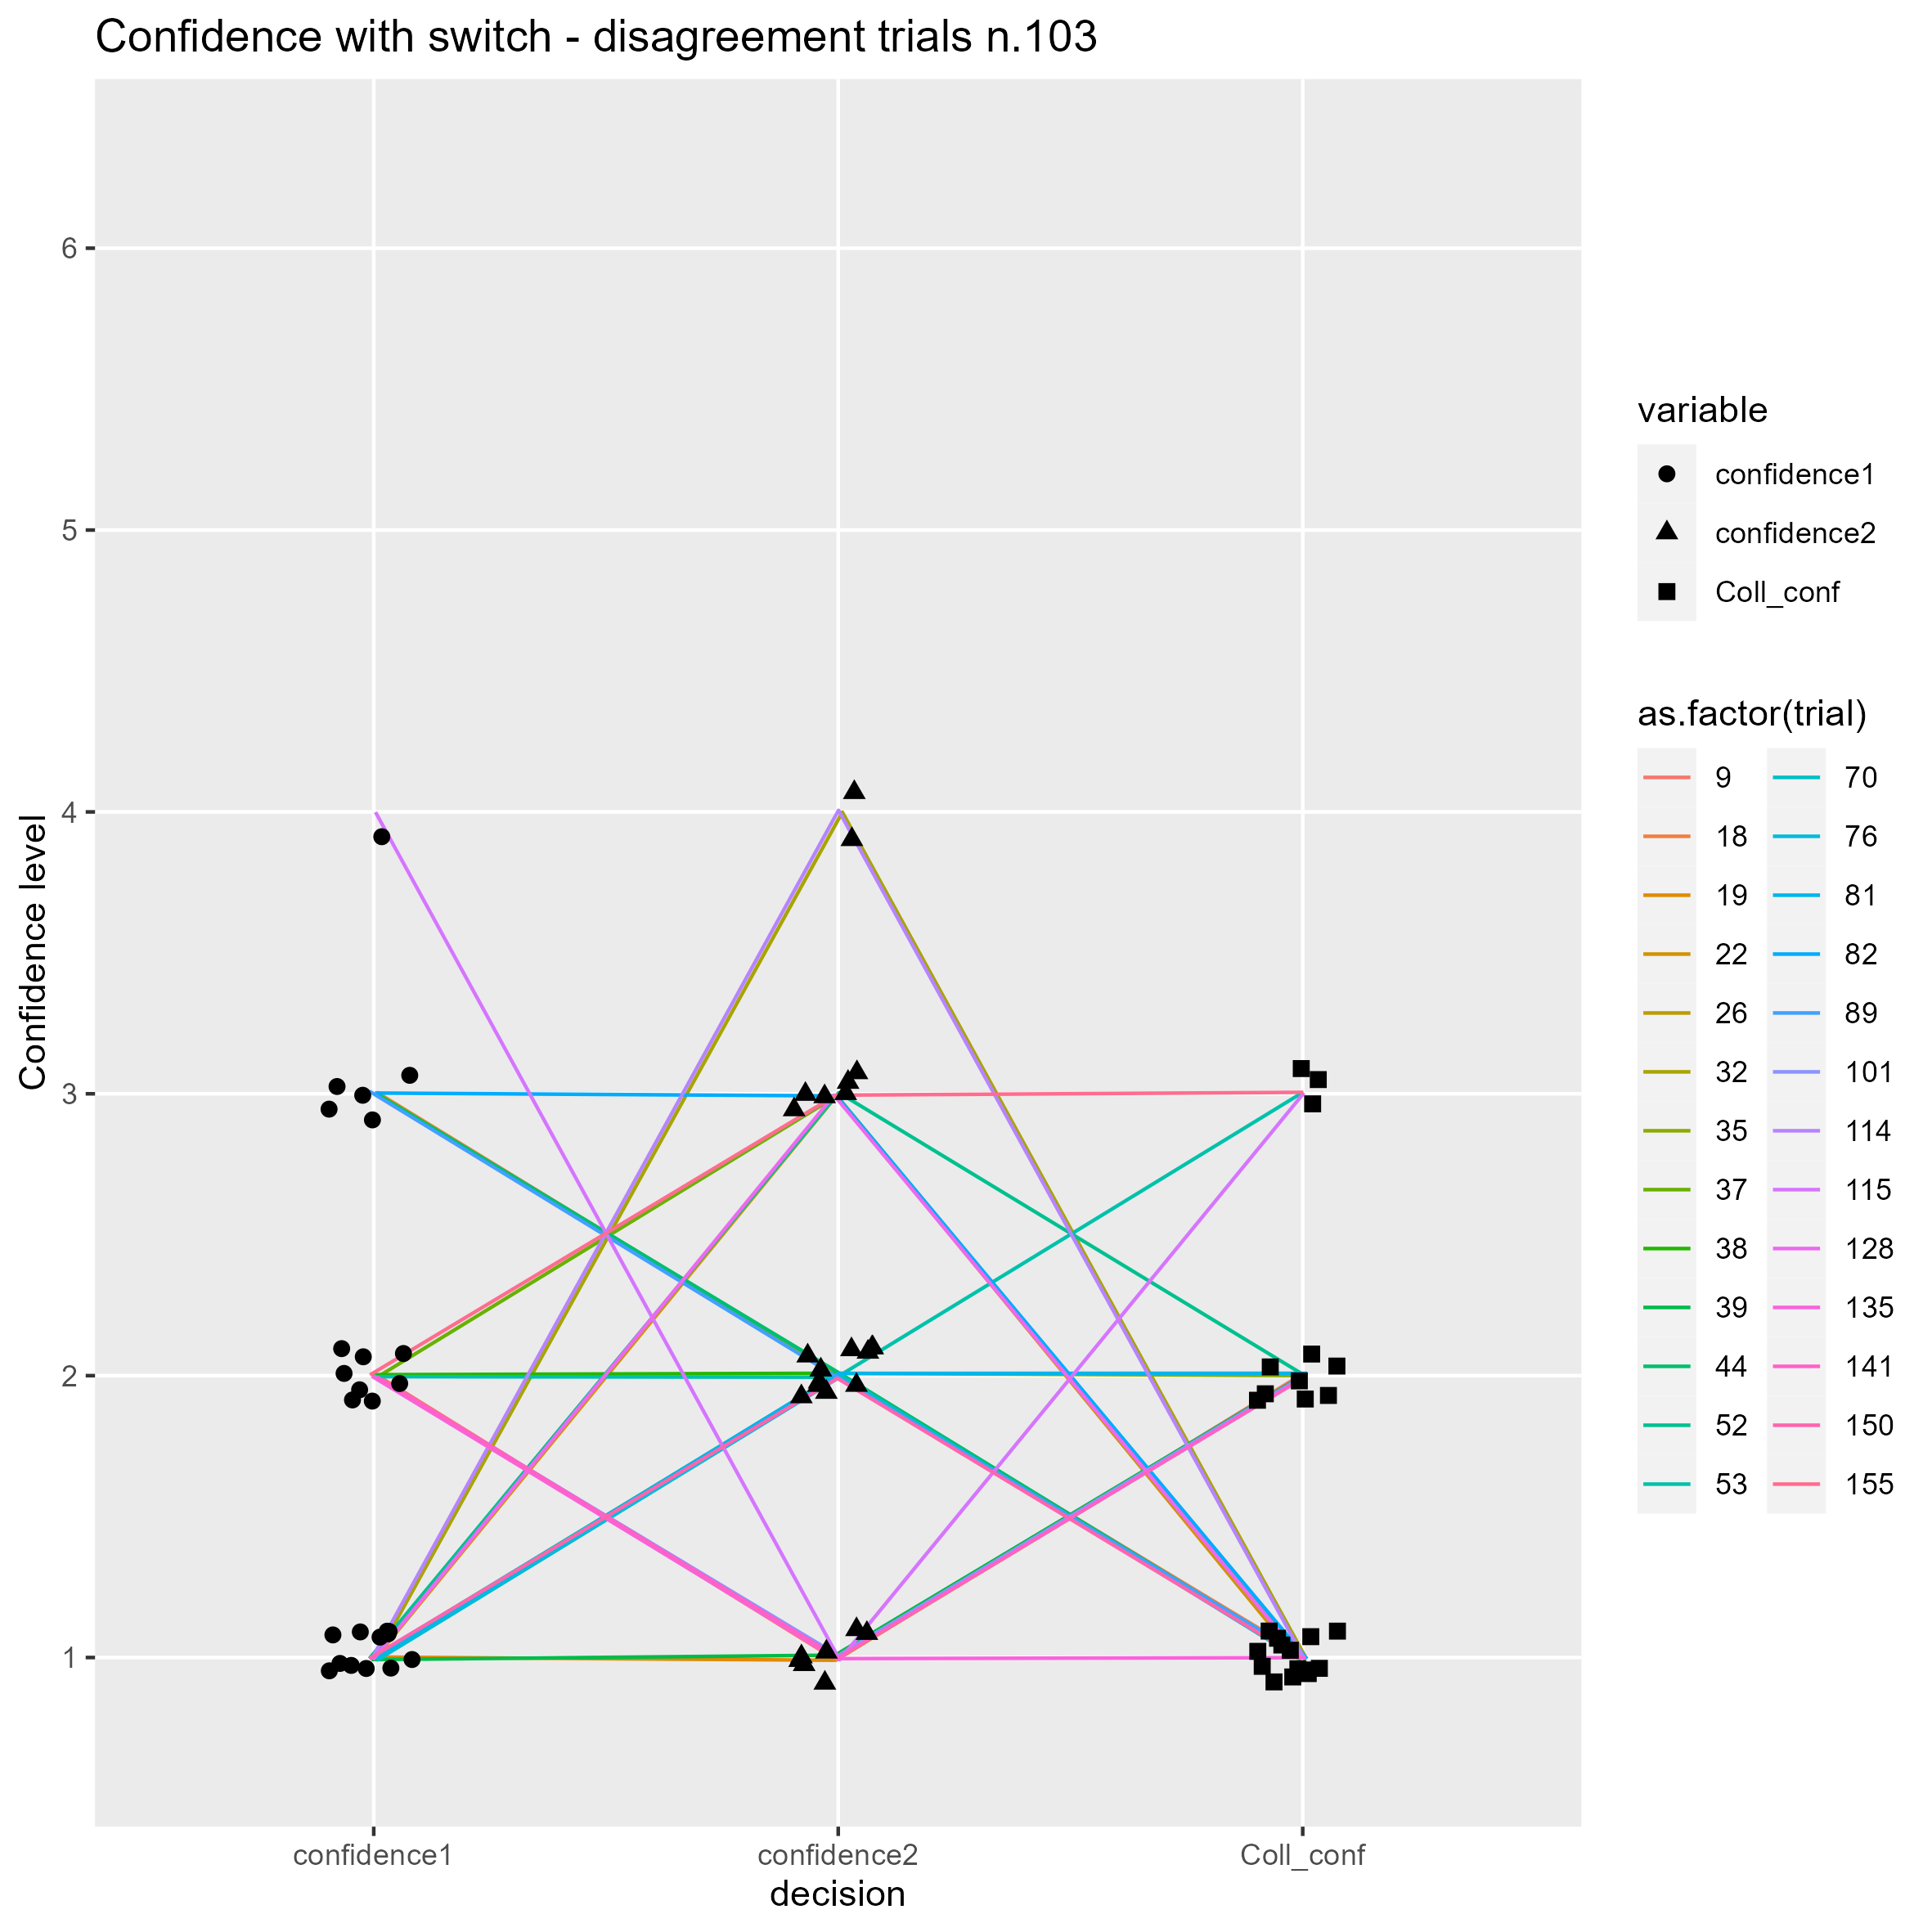 Confidence with switch - disagreement trials n.103
Confidence level
6
5
4
3
2
1
confidence1
confidence2
Coll_conf
decision
variable
confidence1
confidence2
Coll_conf
as.factor(trial)
9
18
19
22
26
32
35
37
38
39
44
52
53
70
76
81
82
89
101
114
115
128
135
141
150
155